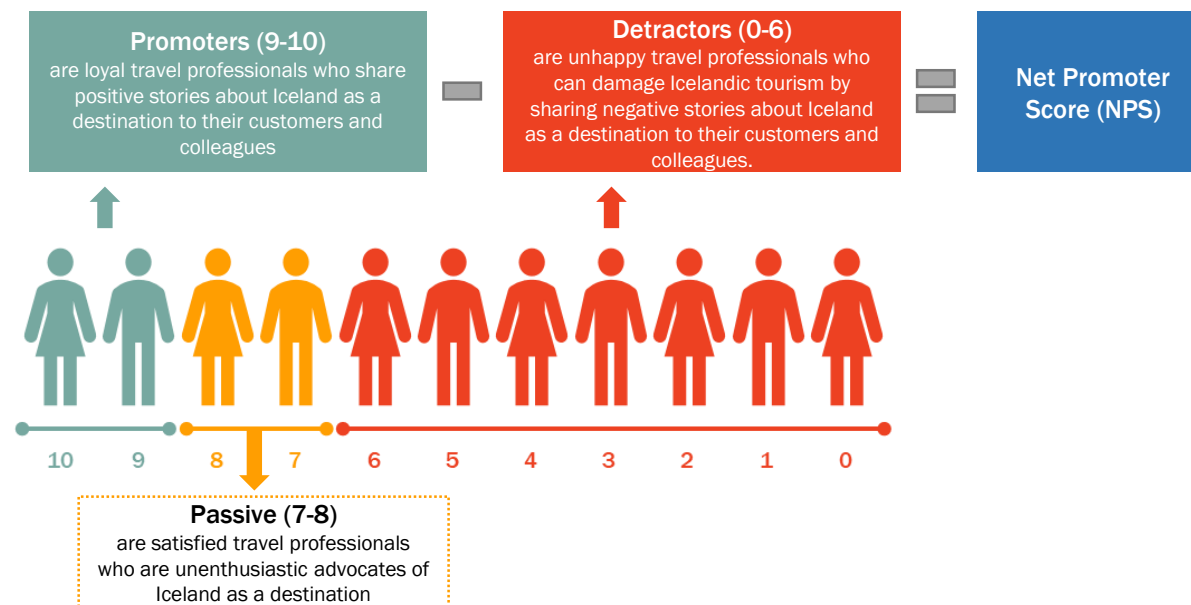 Promoters (9-10)
are loyal travel professionals who share
positive stories about Iceland as a
destination to their customers and
colleagues
Detractors (0-6)
are unhappy travel professionals who
can damage Icelandic tourism by
sharing negative stories about Iceland
as a destination to their customers and
colleagues.
Net Promoter
Score (NPS)
10 9 8 7 6 5 4 3 2 1 0
Passive (7-8)
are satisfied travel professionals
who are unenthusiastic advocates of
Iceland as a destination